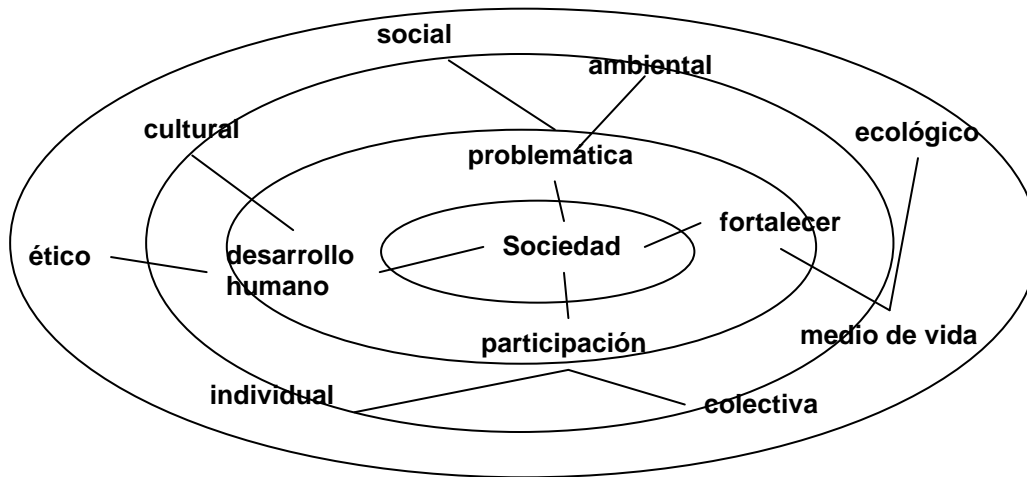 social
ambiental
cultural
ecológico
problemática
fortalecer
Sociedad
ético
desarrollo
humano
participación
medio de vida
individual
colectiva